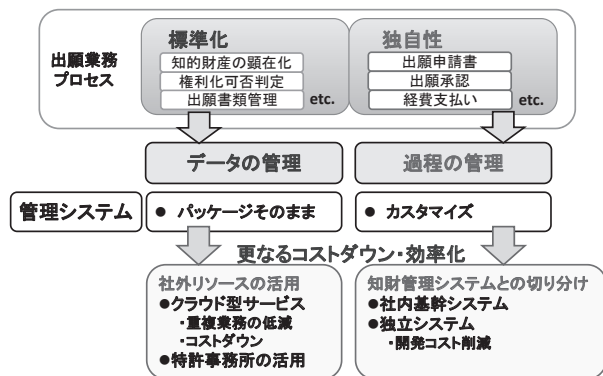 標準化
独自性
出願業務
プロセス
知的財産の顕在化
権利化可否判定
出願書類管理
etc.
出願申請書
出願承認
経費支払い
etc.
データの管理
過程の管理
管理システム
● パッケージそのまま
● カスタマイズ
更なるコストダウン・効率化
社外リソースの活用
●クラウド型サービス
・重複業務の低減
・コストダウン
●特許事務所の活用
知財管理システムとの切り分け
●社内基幹システム
●独立システム
・開発コスト削減